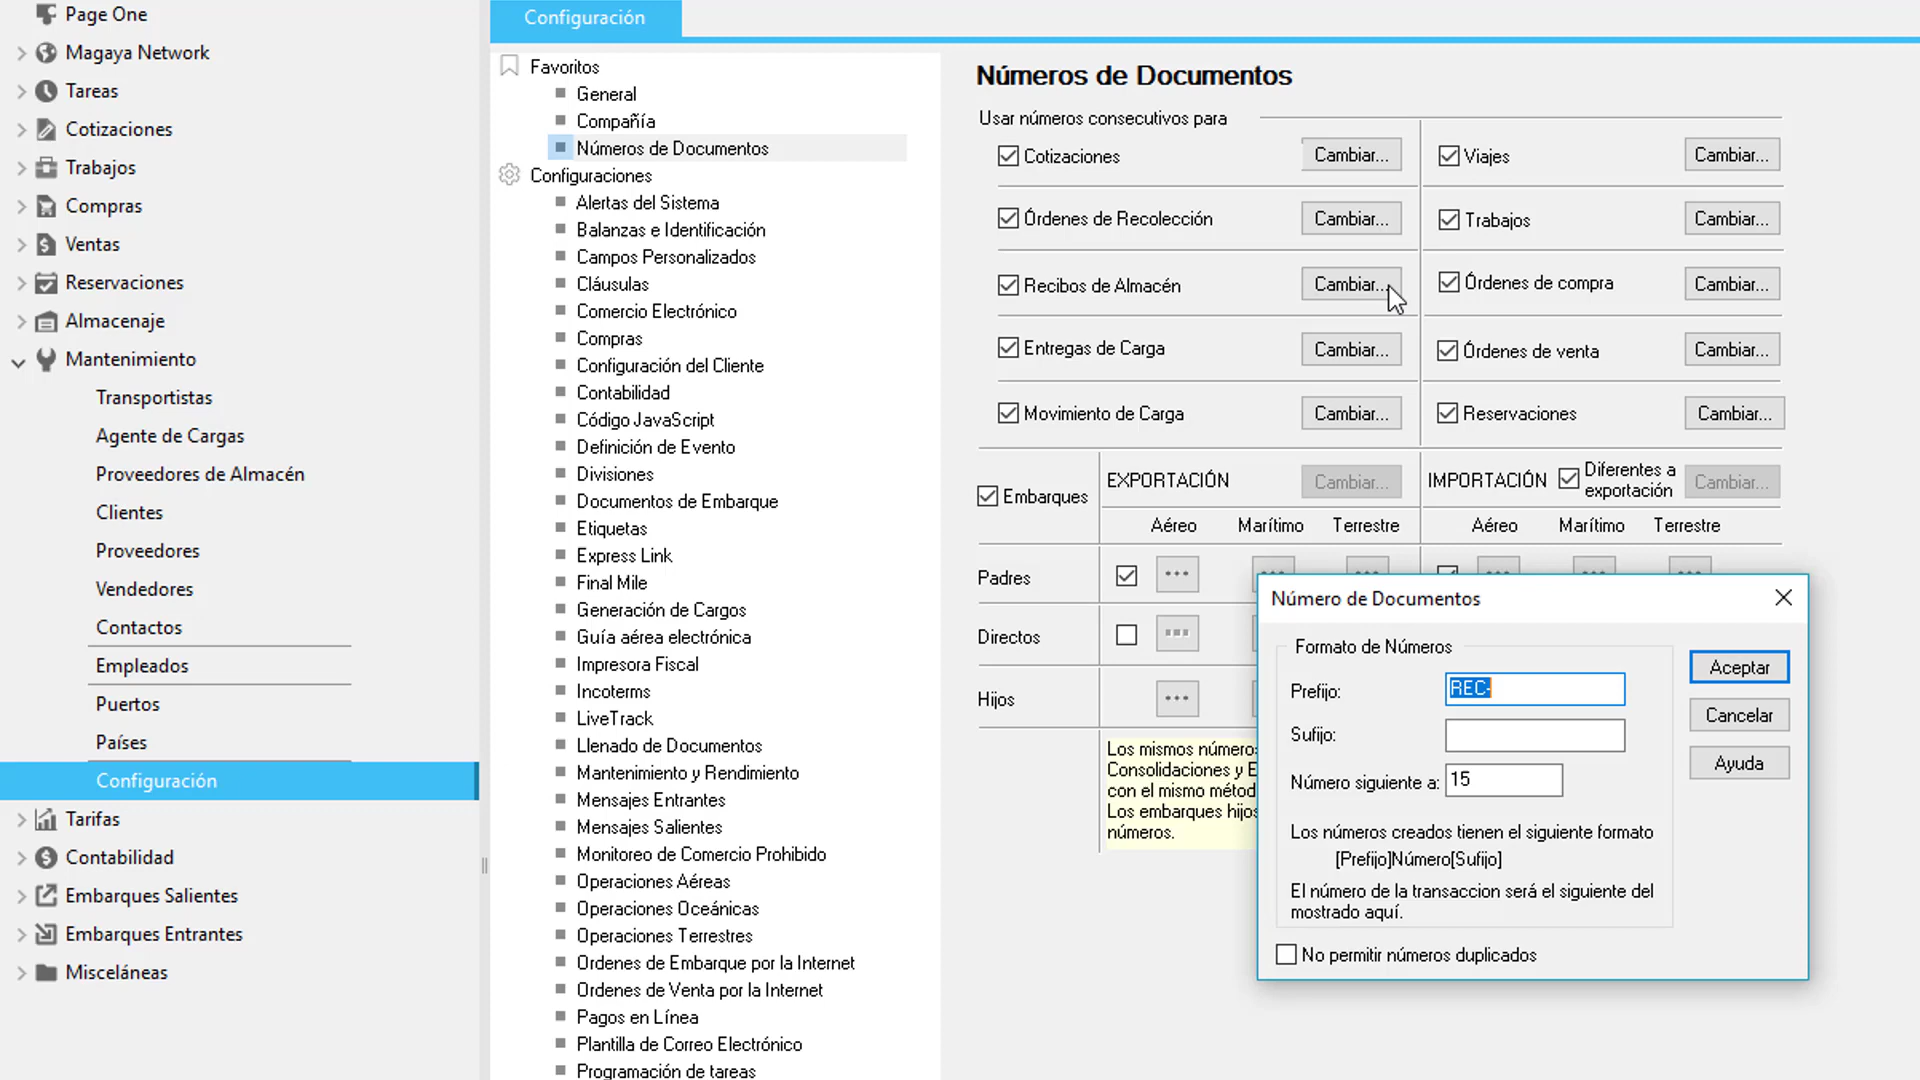 Page One
Magaya Network
Tareas
Cotizaciones
Trabajos
Compras
Ventas
Reservaciones
Almacenaje
Mantenimiento
Transportistas
Agente de Cargas
Proveedores de Almacén
Clientes
Proveedores
Vendedores
Contactos
Empleados
Puertos
Países
Configuración
Tarifas
Contabilidad
Embarques Salientes
Embarques Entrantes
Misceláneas
Configuración
Favoritos
General
Compañía
Números de Documentos
Configuraciones
Alertas del Sistema
Balanzas e Identificación
Campos Personalizados
Cláusulas
Comercio Electrónico
Compras
Configuración del Cliente
Contabilidad
Código JavaScript
Definición de Evento
Divisiones
Documentos de Embarque
Etiquetas
Express Link
Final Mile
Generación de Cargos
Guía aérea electrónica
Impresora Fiscal
Incoterms
LiveTrack
Llenado de Documentos
Mantenimiento y Rendimiento
Mensajes Entrantes
Mensajes Salientes
Monitoreo de Comercio Prohibido
Operaciones Aéreas
Operaciones Oceánicas
Operaciones Terrestres
Ordenes de Embarque por la Internet
Ordenes de Venta por la Internet
Pagos en Línea
Plantilla de Correo Electrónico
Programación de tareas
Números de Documentos
Usar números consecutivos para
Cotizaciones Cambiar... Viajes Cambiar...
Órdenes de Recolección Cambiar... Trabajos Cambiar...
Recibos de Almacén Cambiar... Órdenes de compra Cambiar...
Entregas de Carga Cambiar... Órdenes de venta Cambiar...
Movimiento de Carga Cambiar... Reservaciones Cambiar...
Embarques EXPORTACIÓN Cambiar... IMPORTACIÓN Diferentes a exportación Cambiar...
Aéreo Marítimo Terrestre Aéreo Marítimo Terrestre
Padres
Directos
Hijos
Los mismos número
Consolidaciones y E
con el mismo métod
Los embarques hijos
números.
Número de Documentos
Formato de Números
Prefijo: REC-
Sufijo:
Número siguiente a: 15
Los números creados tienen el siguiente formato
[Prefijo]Número[Sufijo]
El número de la transaccion será el siguiente del
mostrado aquí.
No permitir números duplicados
Aceptar
Cancelar
Ayuda